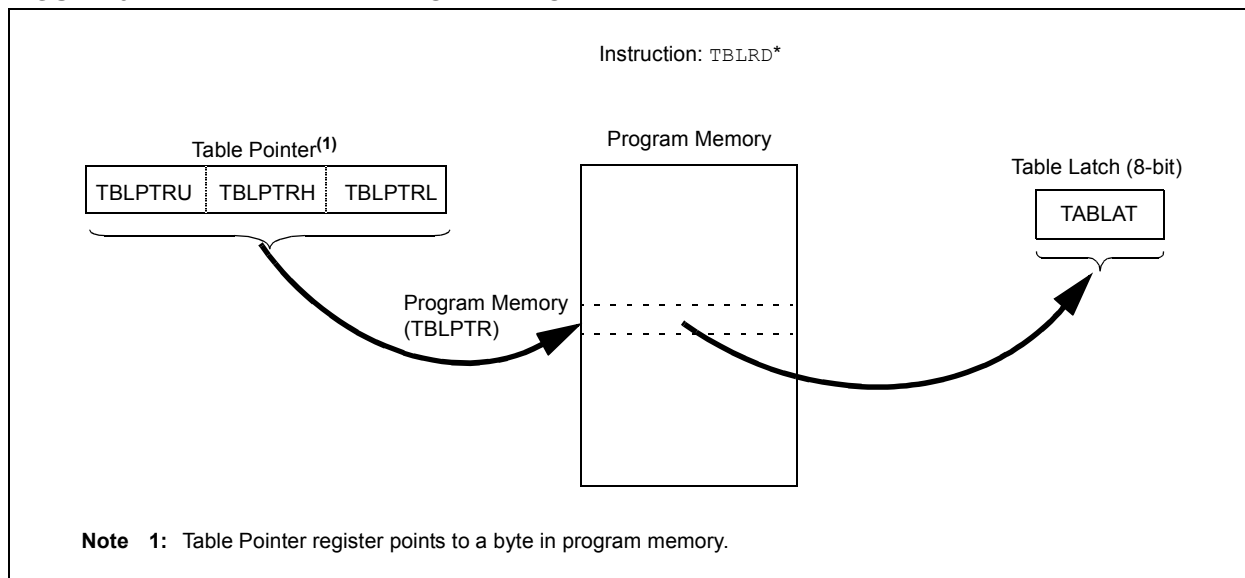 Instruction: TBLRD*
Table Pointer(1)
Program Memory
Table Latch (8-bit)
TBLPTRU TBLPTRH TBLPTRL
TABLAT
Program Memory
(TBLPTR)
Note 1: Table Pointer register points to a byte in program memory.